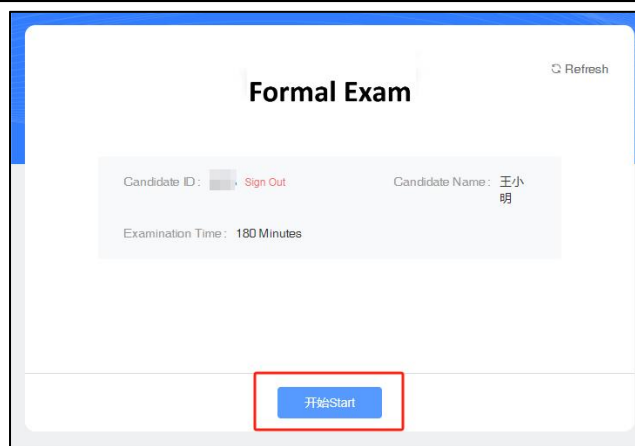 Refresh
Formal Exam
Candidate ID: Sign Out Candidate Name: 王小
明
Examination Time: 180 Minutes
开始Start